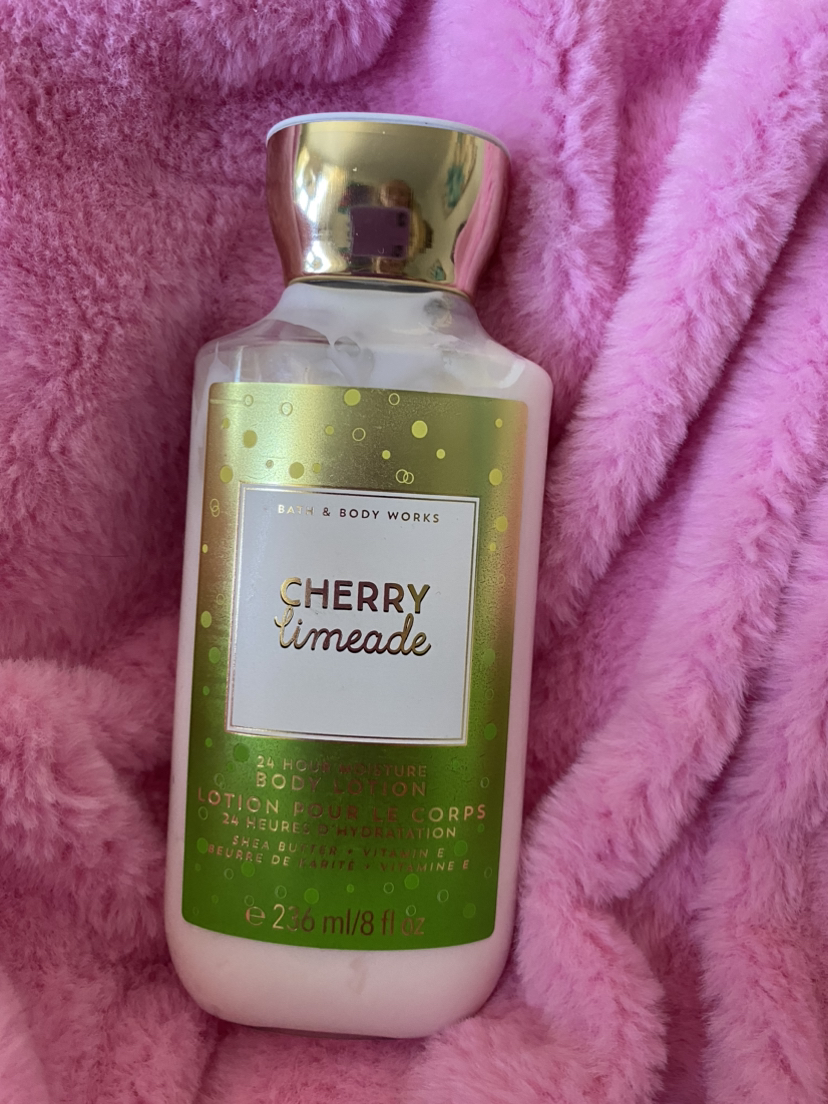 BATH & BODY WORKS
CHERRY
limeade
24 HOUR MOISTURE
BODY LOTION
LOTION POUR LE CORPS
24 HEURES D'HYDRATATION
SHEA BUTTER + VITAMIN E
BEURRE DE KARITÉ + VITAMINE E
℮ 236 ml/8 fl oz